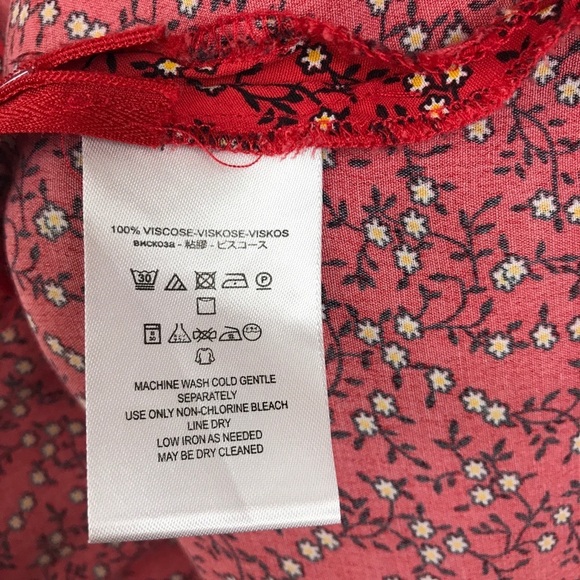 100% VISCOSE-VISKOSE-VISKOS
вискоза - 粘膠 - ビスコース
30 P
MACHINE WASH COLD GENTLE
SEPARATELY
USE ONLY NON-CHLORINE BLEACH
LINE DRY
LOW IRON AS NEEDED
MAY BE DRY CLEANED